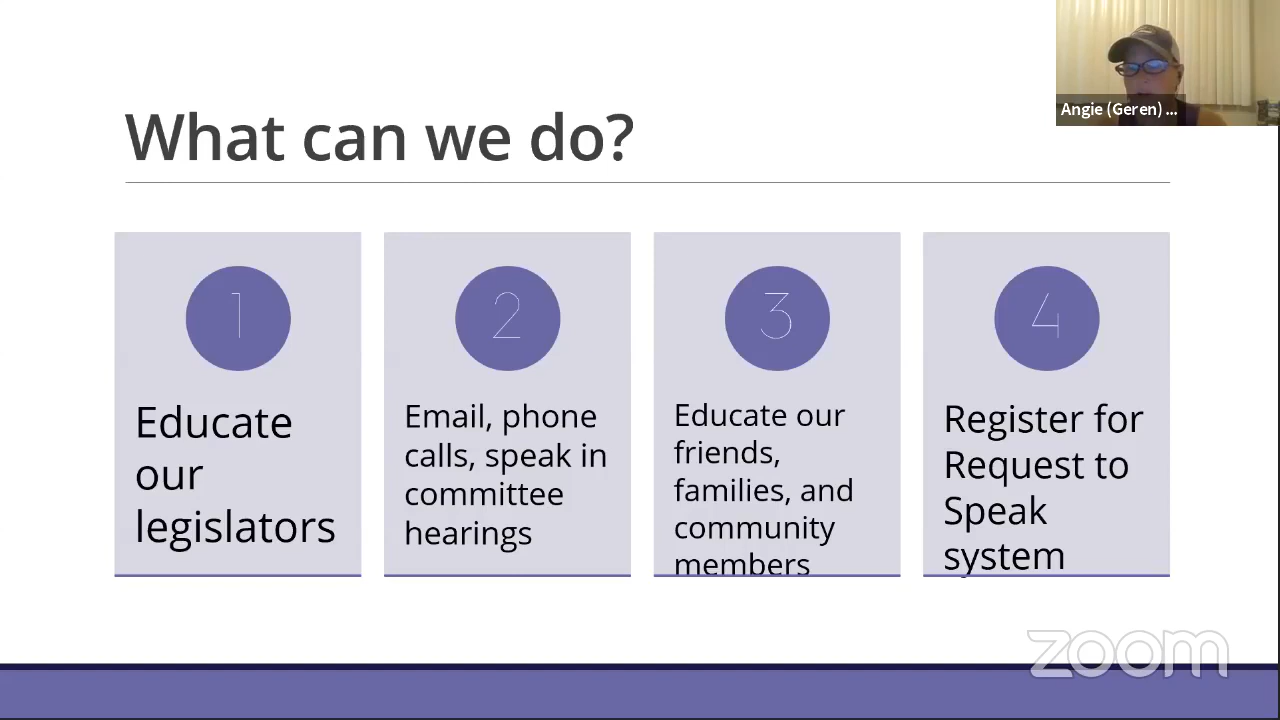 Angie (Geren) ...
What can we do?
1
2
3
4
Educate
our
legislators
Email, phone
calls, speak in
committee
hearings
Educate our
friends,
families, and
community
members
Register for
Request to
Speak
system
zoom